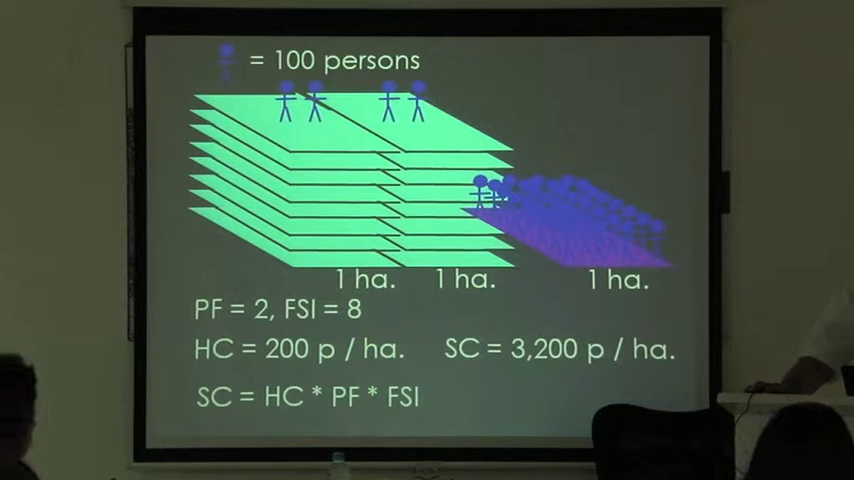 = 100 persons
1 ha. 1 ha. 1 ha.
PF = 2, FSI = 8
HC = 200 p / ha. SC = 3,200 p / ha.
SC = HC * PF * FSI